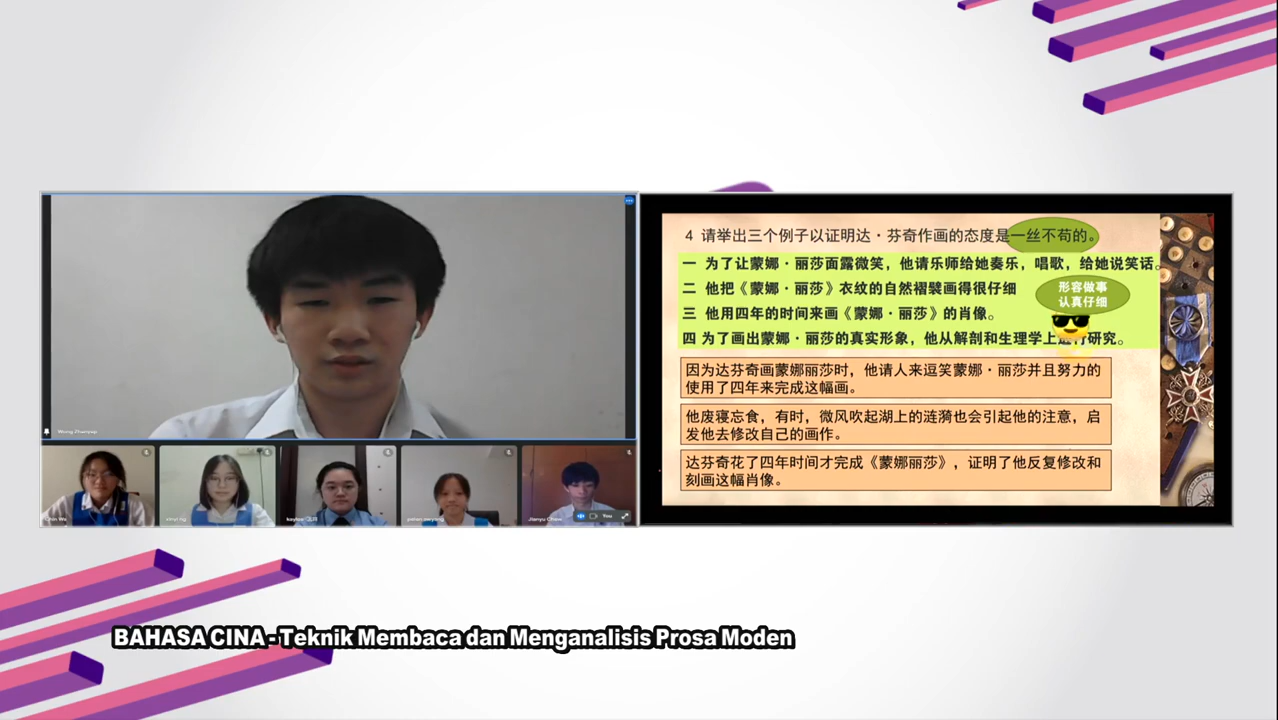 4 请举出三个例子以证明达·芬奇作画的态度是一丝不苟的。
一 为了让蒙娜·丽莎面露微笑，他请乐师给她奏乐，唱歌，给她说笑话。
二 他把《蒙娜·丽莎》衣纹的自然褶襞画得很仔细
形容做事
认真仔细
三 他用四年的时间来画《蒙娜·丽莎》的肖像。
四 为了画出蒙娜·丽莎的真实形象，他从解剖和生理学上进行研究。
因为达芬奇画蒙娜丽莎时，他请人来逗笑蒙娜·丽莎并且努力的
使用了四年来完成这幅画。
他废寝忘食，有时，微风吹起湖上的涟漪也会引起他的注意，启
发他去修改自己的画作。
达芬奇花了四年时间才完成《蒙娜丽莎》，证明了他反复修改和
刻画这幅肖像。
You
BAHASA CINA - Teknik Membaca dan Menganalisis Prosa Moden